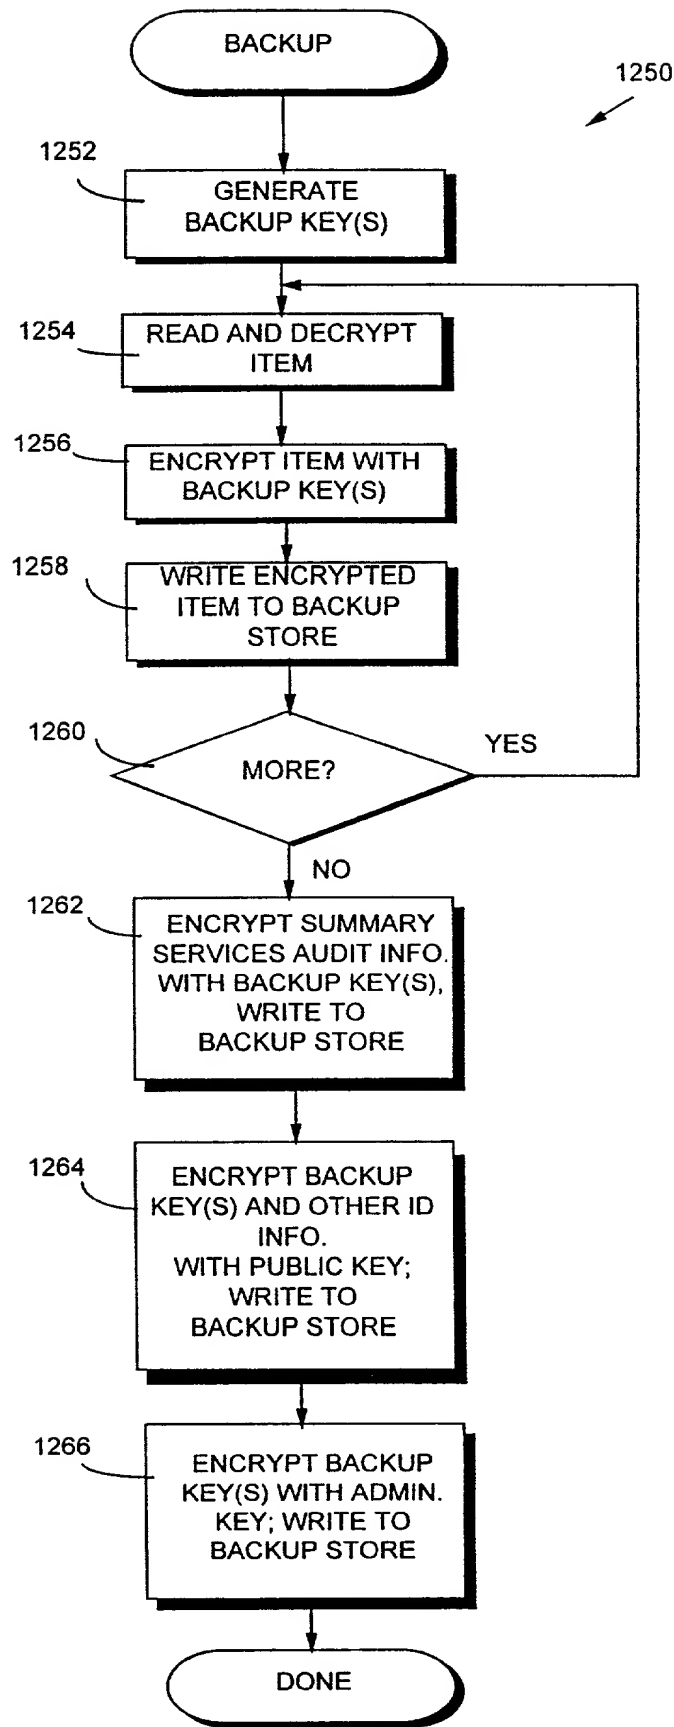 BACKUP
1250
1252
GENERATE
BACKUP KEY(S)
1254
READ AND DECRYPT
ITEM
1256
ENCRYPT ITEM WITH
BACKUP KEY(S)
1258
WRITE ENCRYPTED
ITEM TO BACKUP
STORE
1260
MORE?
YES
NO
1262
ENCRYPT SUMMARY
SERVICES AUDIT INFO.
WITH BACKUP KEY(S),
WRITE TO
BACKUP STORE
1264
ENCRYPT BACKUP
KEY(S) AND OTHER ID
INFO.
WITH PUBLIC KEY;
WRITE TO
BACKUP STORE
1266
ENCRYPT BACKUP
KEY(S) WITH ADMIN.
KEY; WRITE TO
BACKUP STORE
DONE